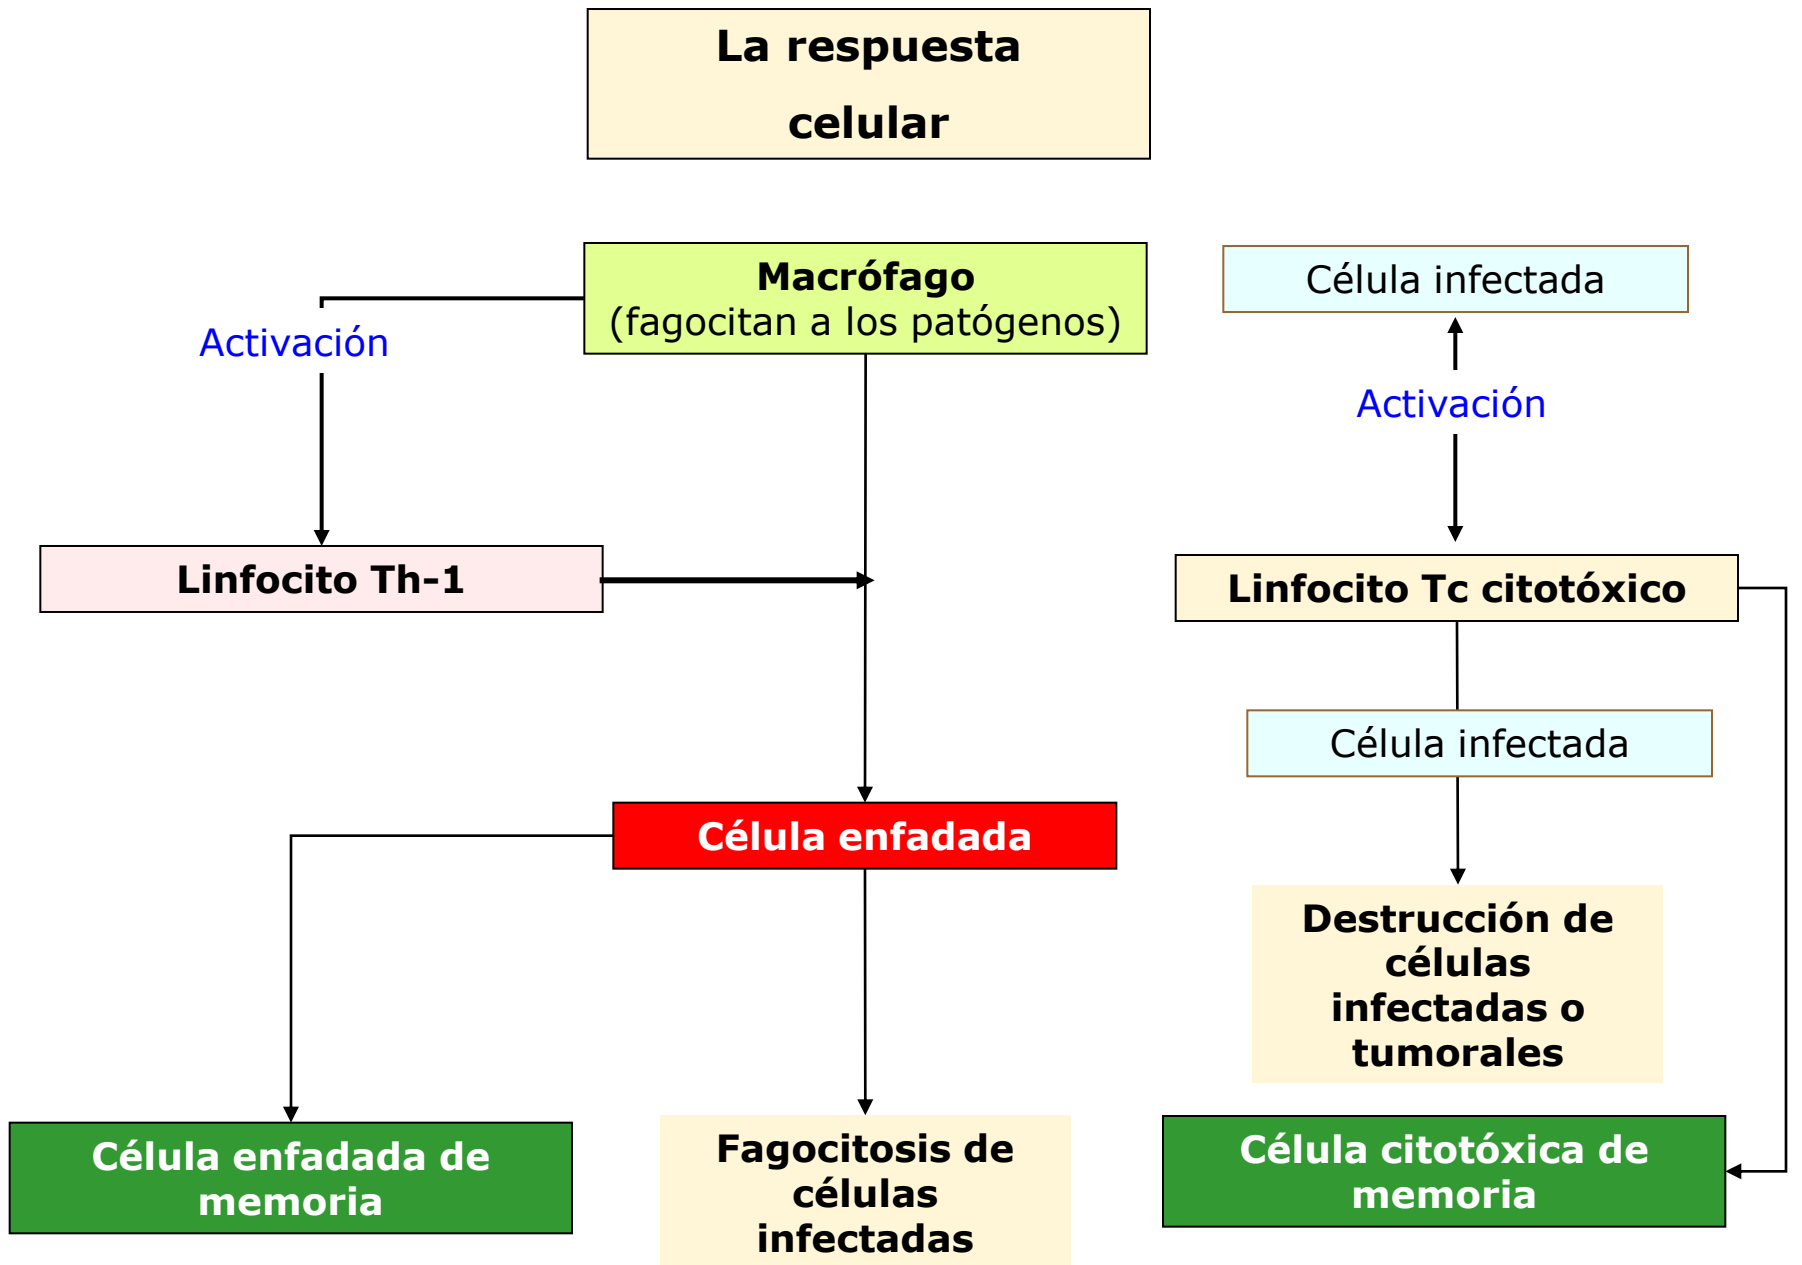 La respuesta
celular
Macrófago
(fagocitan a los patógenos)
Célula infectada
Activación
Activación
Linfocito Th-1
Linfocito Tc citotóxico
Célula infectada
Célula enfadada
Destrucción de
células
infectadas o
tumorales
Célula enfadada de
memoria
Fagocitosis de
células
infectadas
Célula citotóxica de
memoria